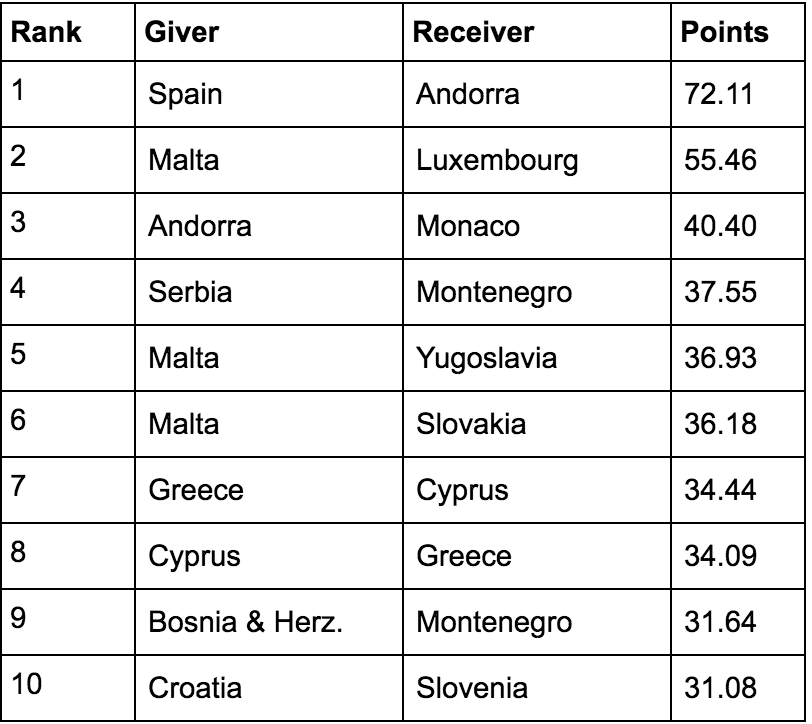 Rank Giver Receiver Points
1 Spain Andorra 72.11
2 Malta Luxembourg 55.46
3 Andorra Monaco 40.40
4 Serbia Montenegro 37.55
5 Malta Yugoslavia 36.93
6 Malta Slovakia 36.18
7 Greece Cyprus 34.44
8 Cyprus Greece 34.09
9 Bosnia & Herz. Montenegro 31.64
10 Croatia Slovenia 31.08